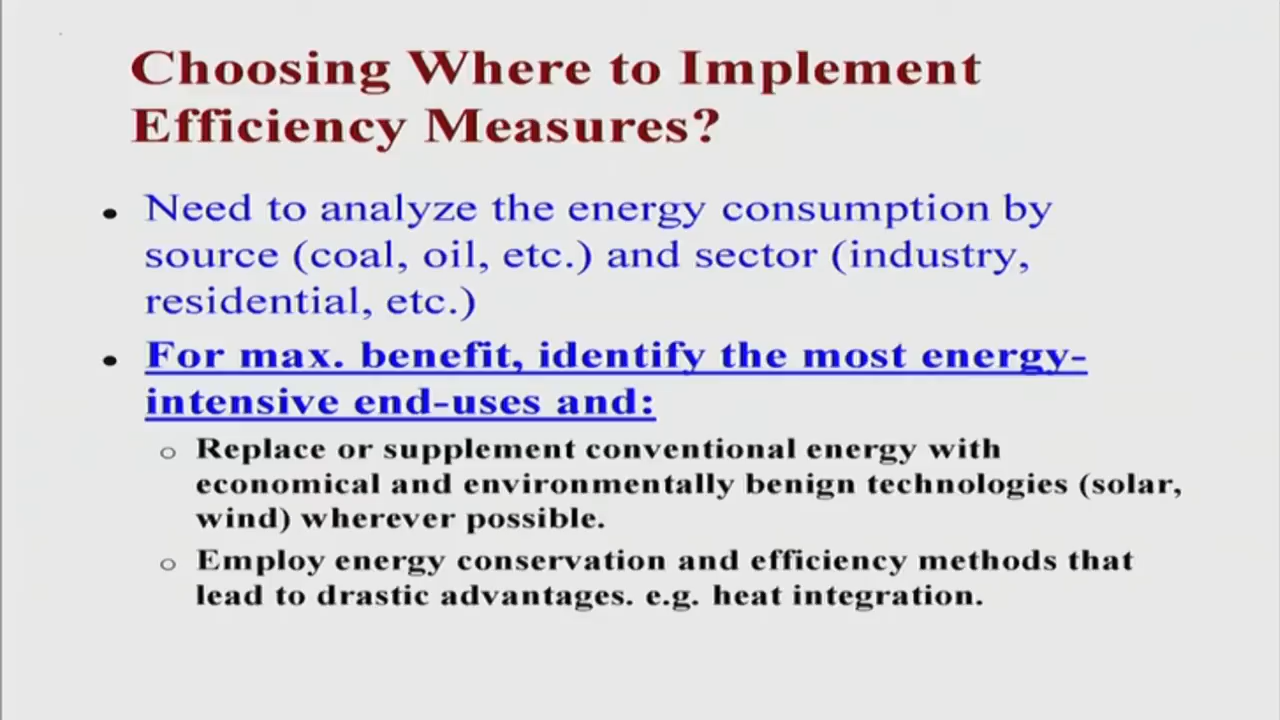 Choosing Where to Implement
Efficiency Measures?
• Need to analyze the energy consumption by
source (coal, oil, etc.) and sector (industry,
residential, etc.)
• For max. benefit, identify the most energy-
intensive end-uses and:
o Replace or supplement conventional energy with
economical and environmentally benign technologies (solar,
wind) wherever possible.
o Employ energy conservation and efficiency methods that
lead to drastic advantages. e.g. heat integration.